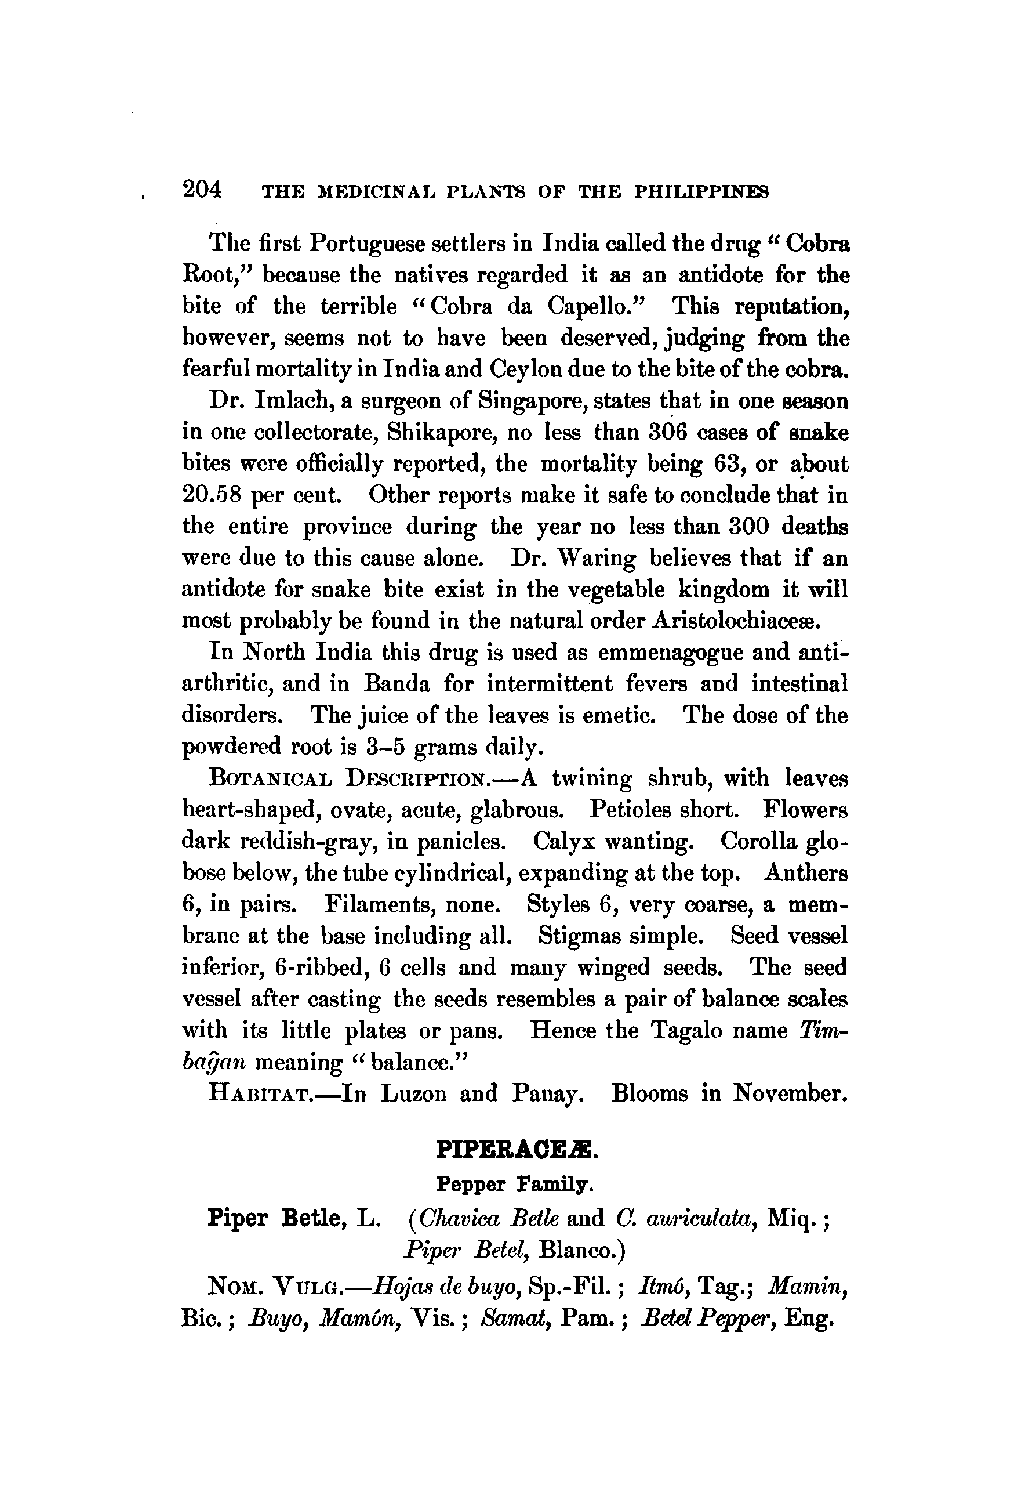 204 THE MEDICINAL PLANTS OF THE PHILIPPINES
The first Portuguese settlers in India called the drug “Cobra
Root,” because the natives regarded it as an antidote for the
bite of the terrible “Cobra da Capello.” This reputation,
however, seems not to have been deserved, judging from the
fearful mortality in India and Ceylon due to the bite of the cobra.
Dr. Imlach, a surgeon of Singapore, states that in one season
in one collectorate, Shikapore, no less than 306 cases of snake
bites were officially reported, the mortality being 63, or about
20.58 per cent. Other reports make it safe to conclude that in
the entire province during the year no less than 300 deaths
were due to this cause alone. Dr. Waring believes that if an
antidote for snake bite exist in the vegetable kingdom it will
most probably be found in the natural order Aristolochiaceæ.
In North India this drug is used as emmenagogue and anti-
arthritic, and in Banda for intermittent fevers and intestinal
disorders. The juice of the leaves is emetic. The dose of the
powdered root is 3–5 grams daily.
BOTANICAL DESCRIPTION.—A twining shrub, with leaves
heart-shaped, ovate, acute, glabrous. Petioles short. Flowers
dark reddish-gray, in panicles. Calyx wanting. Corolla glo-
bose below, the tube cylindrical, expanding at the top. Anthers
6, in pairs. Filaments, none. Styles 6, very coarse, a mem-
brane at the base including all. Stigmas simple. Seed vessel
inferior, 6-ribbed, 6 cells and many winged seeds. The seed
vessel after casting the seeds resembles a pair of balance scales
with its little plates or pans. Hence the Tagalo name Tim-
bag̃an meaning “balance.”
HABITAT.—In Luzon and Panay. Blooms in November.
PIPERACEÆ.
Pepper Family.
Piper Betle, L. (Chavica Betle and C. auriculata, Miq.;
Piper Betel, Blanco.)
NOM. VULG.—Hojas de buyo, Sp.-Fil.; Itmó, Tag.; Mamin,
Bic.; Buyo, Mamón, Vis.; Samat, Pam.; Betel Pepper, Eng.